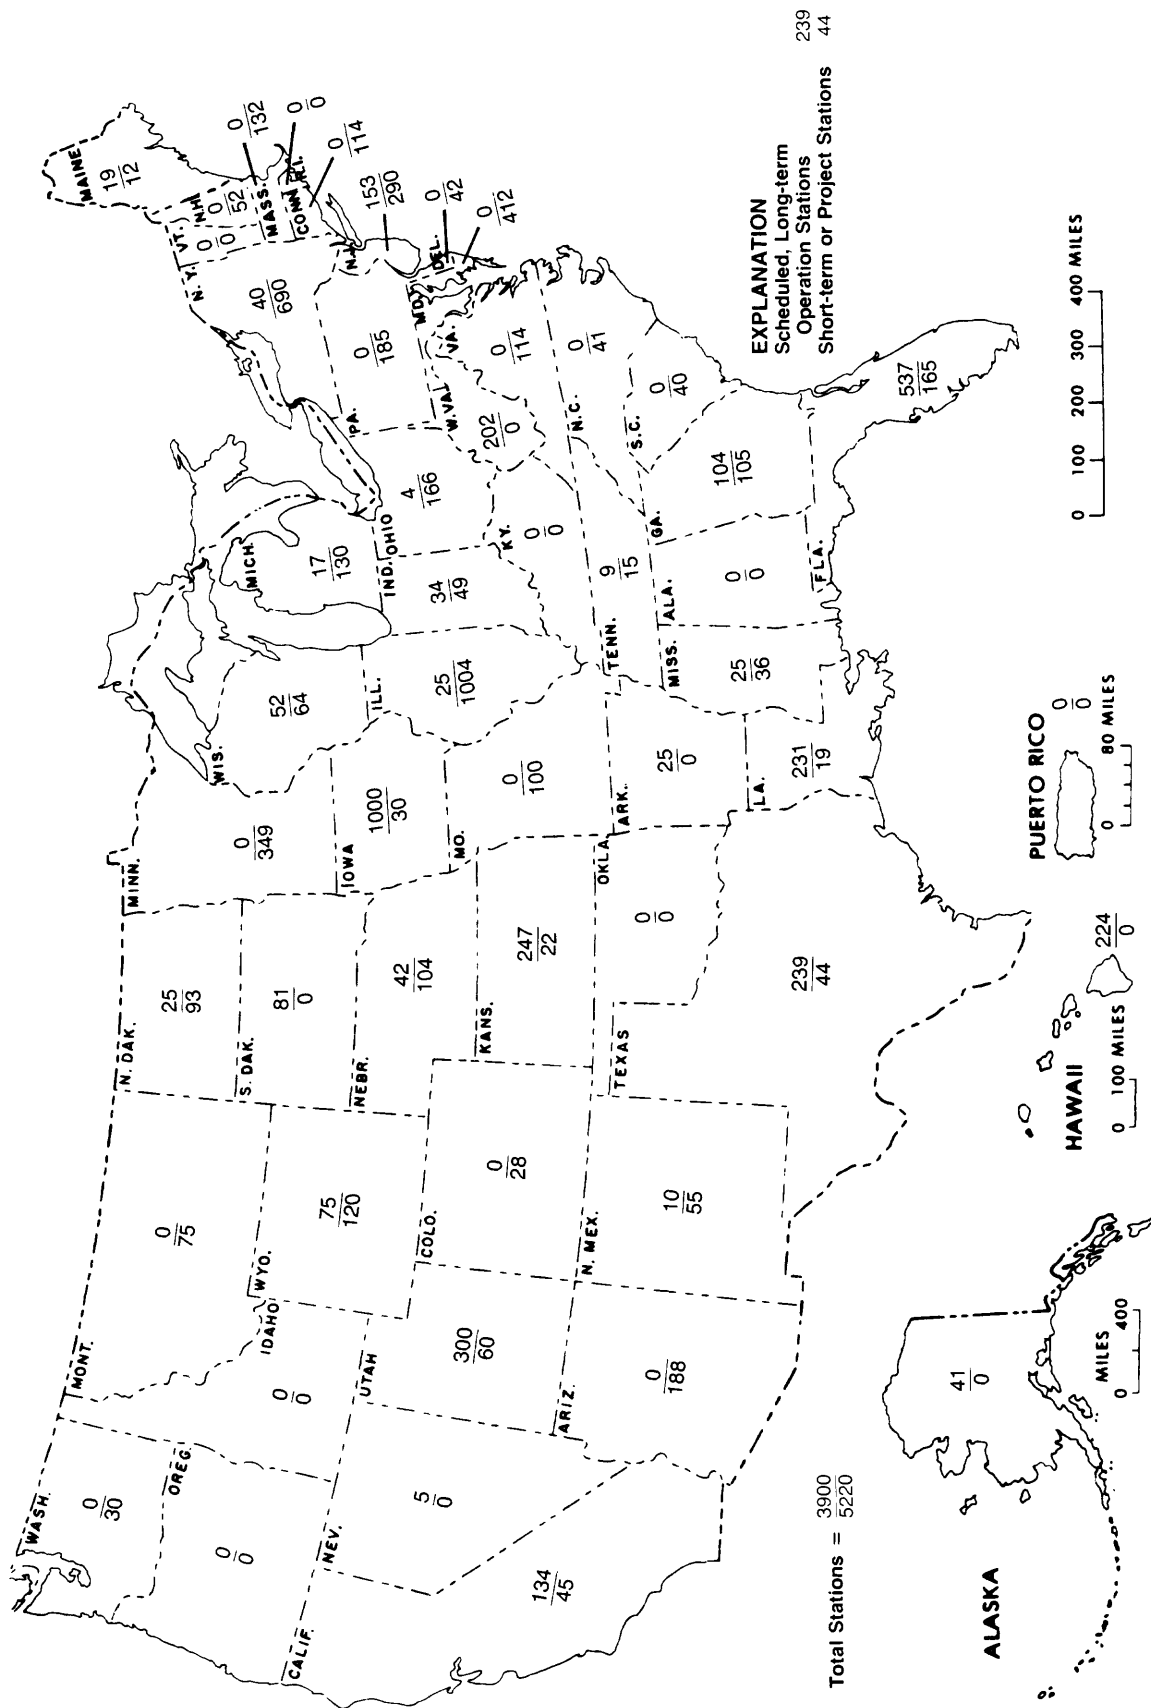 WASH.
0
30
OREG.
0
0
CALIF.
134
45
NEV.
5
0
IDAHO
0
0
MONT.
0
75
WYO.
75
120
UTAH
300
60
ARIZ.
0
188
COLO.
0
28
N. MEX.
10
55
N. DAK.
25
93
S. DAK.
81
0
NEBR.
42
104
KANS.
247
22
OKLA.
0
0
TEXAS
239
44
MINN.
0
349
IOWA
1000
30
MO.
0
100
ARK.
25
0
LA.
231
19
WIS.
52
64
ILL.
25
1004
MICH.
17
130
IND.
34
49
OHIO
4
166
KY.
0
0
TENN.
9
15
MISS.
25
36
ALA.
0
0
GA.
104
105
FLA.
537
165
S.C.
0
40
N.C.
0
41
VA.
0
114
W.VA.
202
0
PA.
0
185
N.Y.
40
690
VT.
0
0
NH
0
52
MAINE
19
12
MASS.
0
132
R.I.
0
0
CONN.
0
114
N.J.
153
290
DEL.
0
42
MD.
0
412
EXPLANATION
Scheduled, Long-term
Operation Stations 239
Short-term or Project Stations 44
0 100 200 300 400 MILES
Total Stations = 3900
5220
ALASKA
41
0
MILES
0 400
HAWAII
224
0
0 100 MILES
PUERTO RICO
0
0
0 80 MILES